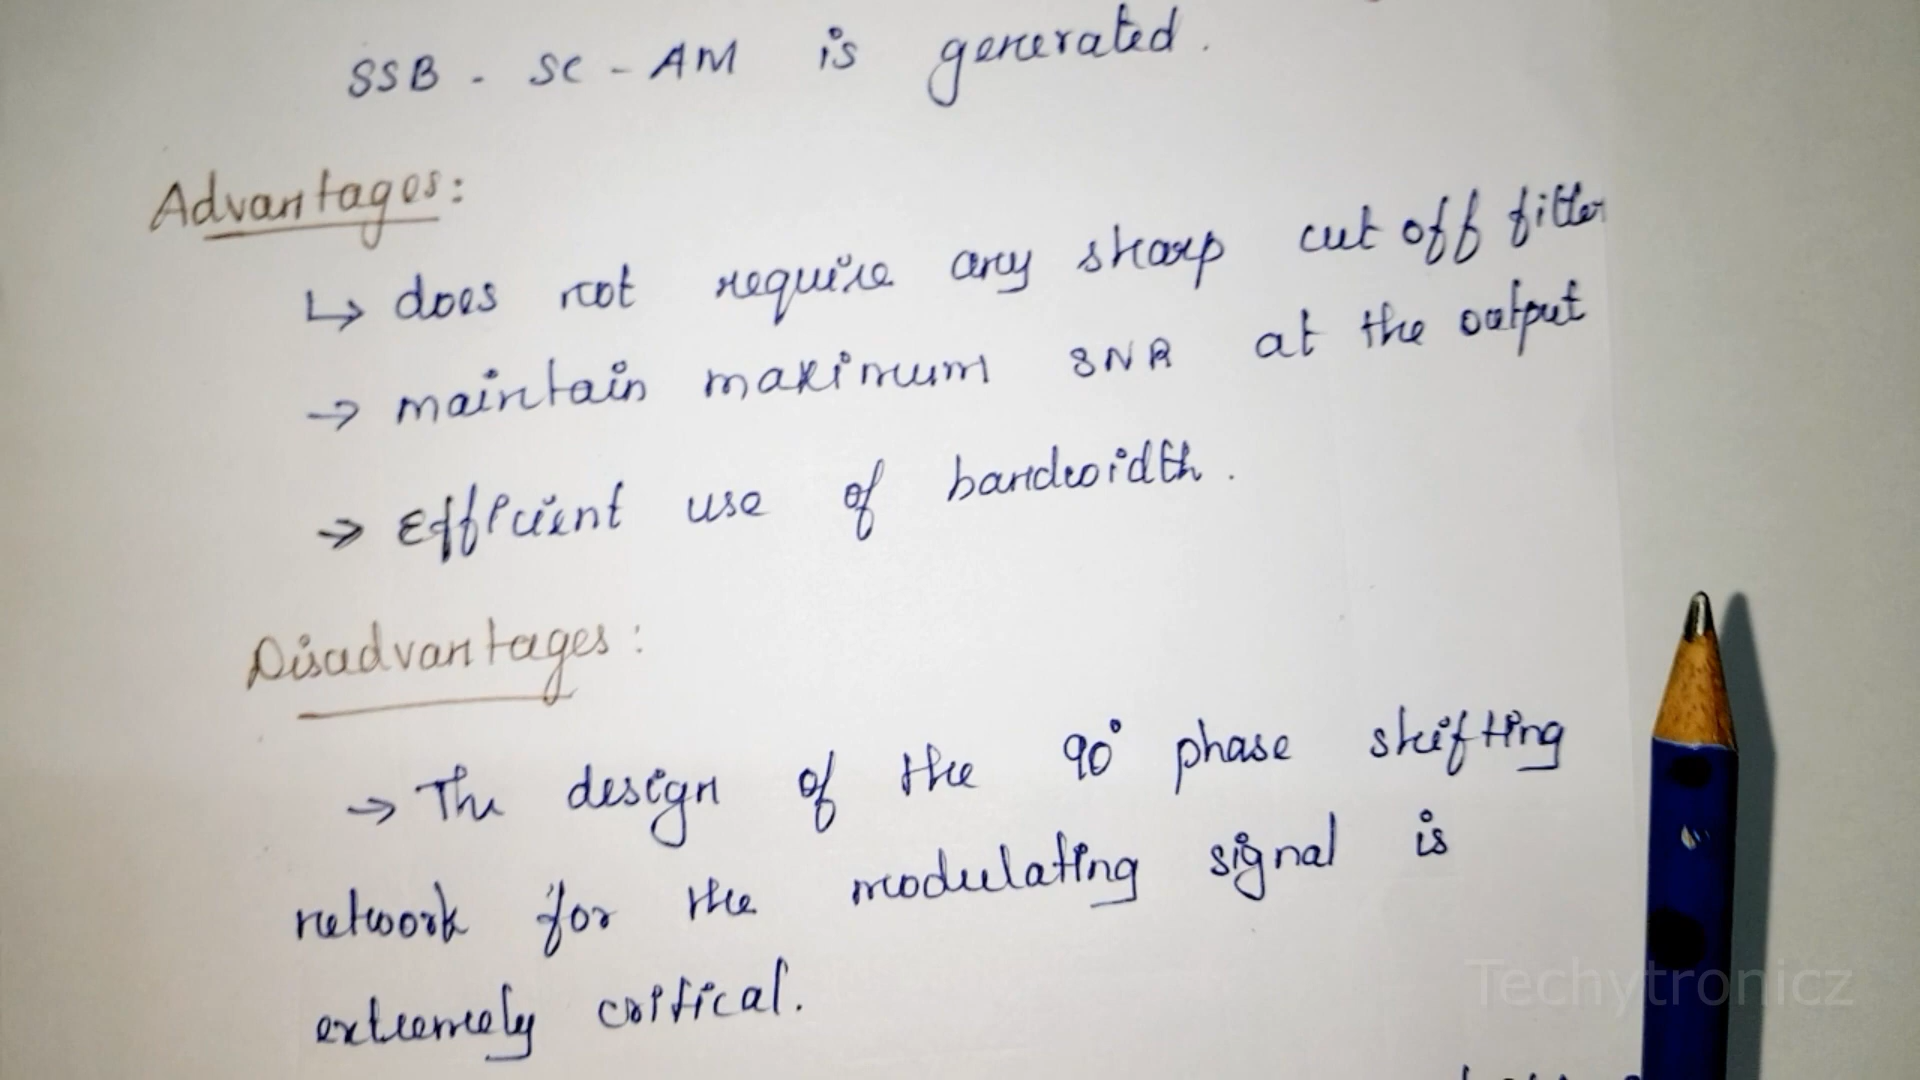 SSB - SC - AM is generated.
Advantages:
↳ does not require any sharp cut off filter
→ maintain maximum SNR at the output
→ Efficient use of bandwidth.
Disadvantages:
→ The design of the 90° phase shifting
network for the modulating signal is
extremely critical.
Techytronicz